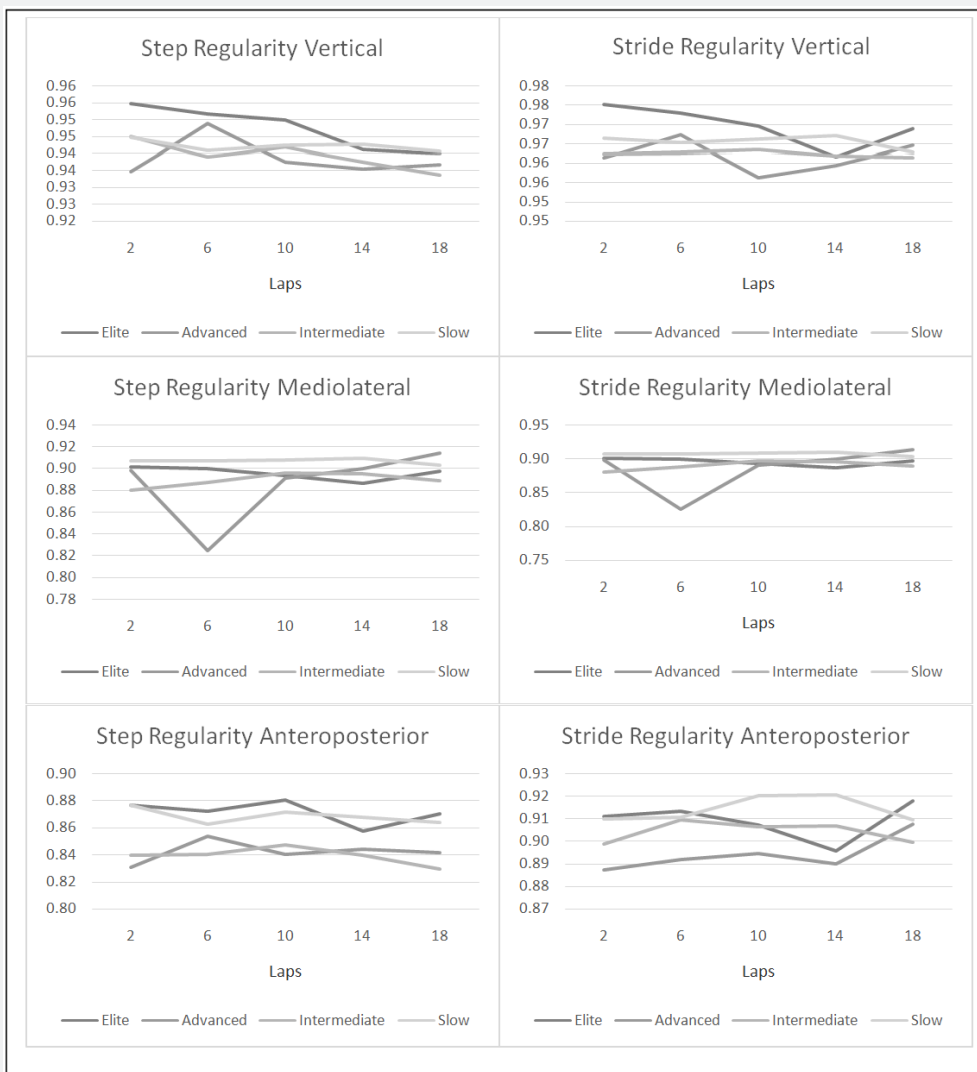 Step Regularity Vertical
0.96
0.96
0.95
0.94
0.94
0.93
0.93
0.92
2 6 10 14 18
Laps
Elite Advanced Intermediate Slow
Stride Regularity Vertical
0.98
0.98
0.97
0.97
0.96
0.96
0.95
0.95
2 6 10 14 18
Laps
Elite Advanced Intermediate Slow
Step Regularity Mediolateral
0.94
0.92
0.90
0.88
0.86
0.84
0.82
0.80
0.78
2 6 10 14 18
Laps
Elite Advanced Intermediate Slow
Stride Regularity Mediolateral
0.95
0.90
0.85
0.80
0.75
2 6 10 14 18
Laps
Elite Advanced Intermediate Slow
Step Regularity Anteroposterior
0.90
0.88
0.86
0.84
0.82
0.80
2 6 10 14 18
Laps
Elite Advanced Intermediate Slow
Stride Regularity Anteroposterior
0.93
0.92
0.91
0.90
0.89
0.88
0.87
2 6 10 14 18
Laps
Elite Advanced Intermediate Slow